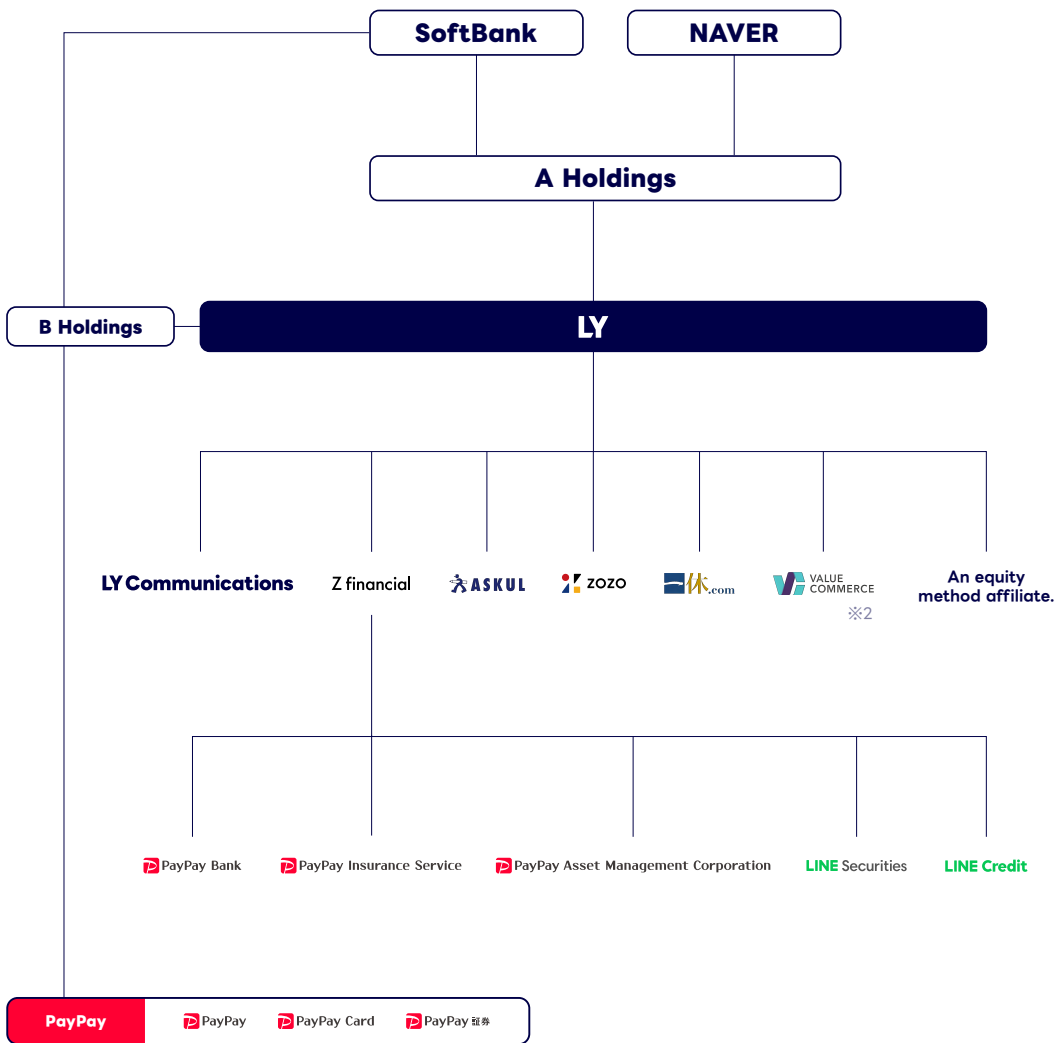 SoftBank
NAVER
A Holdings
B Holdings
LY
LY Communications
Z financial
ASKUL
ZOZO
一休.com
VALUE
COMMERCE
※2
An equity
method affiliate.
PayPay Bank
PayPay Insurance Service
PayPay Asset Management Corporation
LINE Securities
LINE Credit
PayPay
PayPay
PayPay Card
PayPay 証券